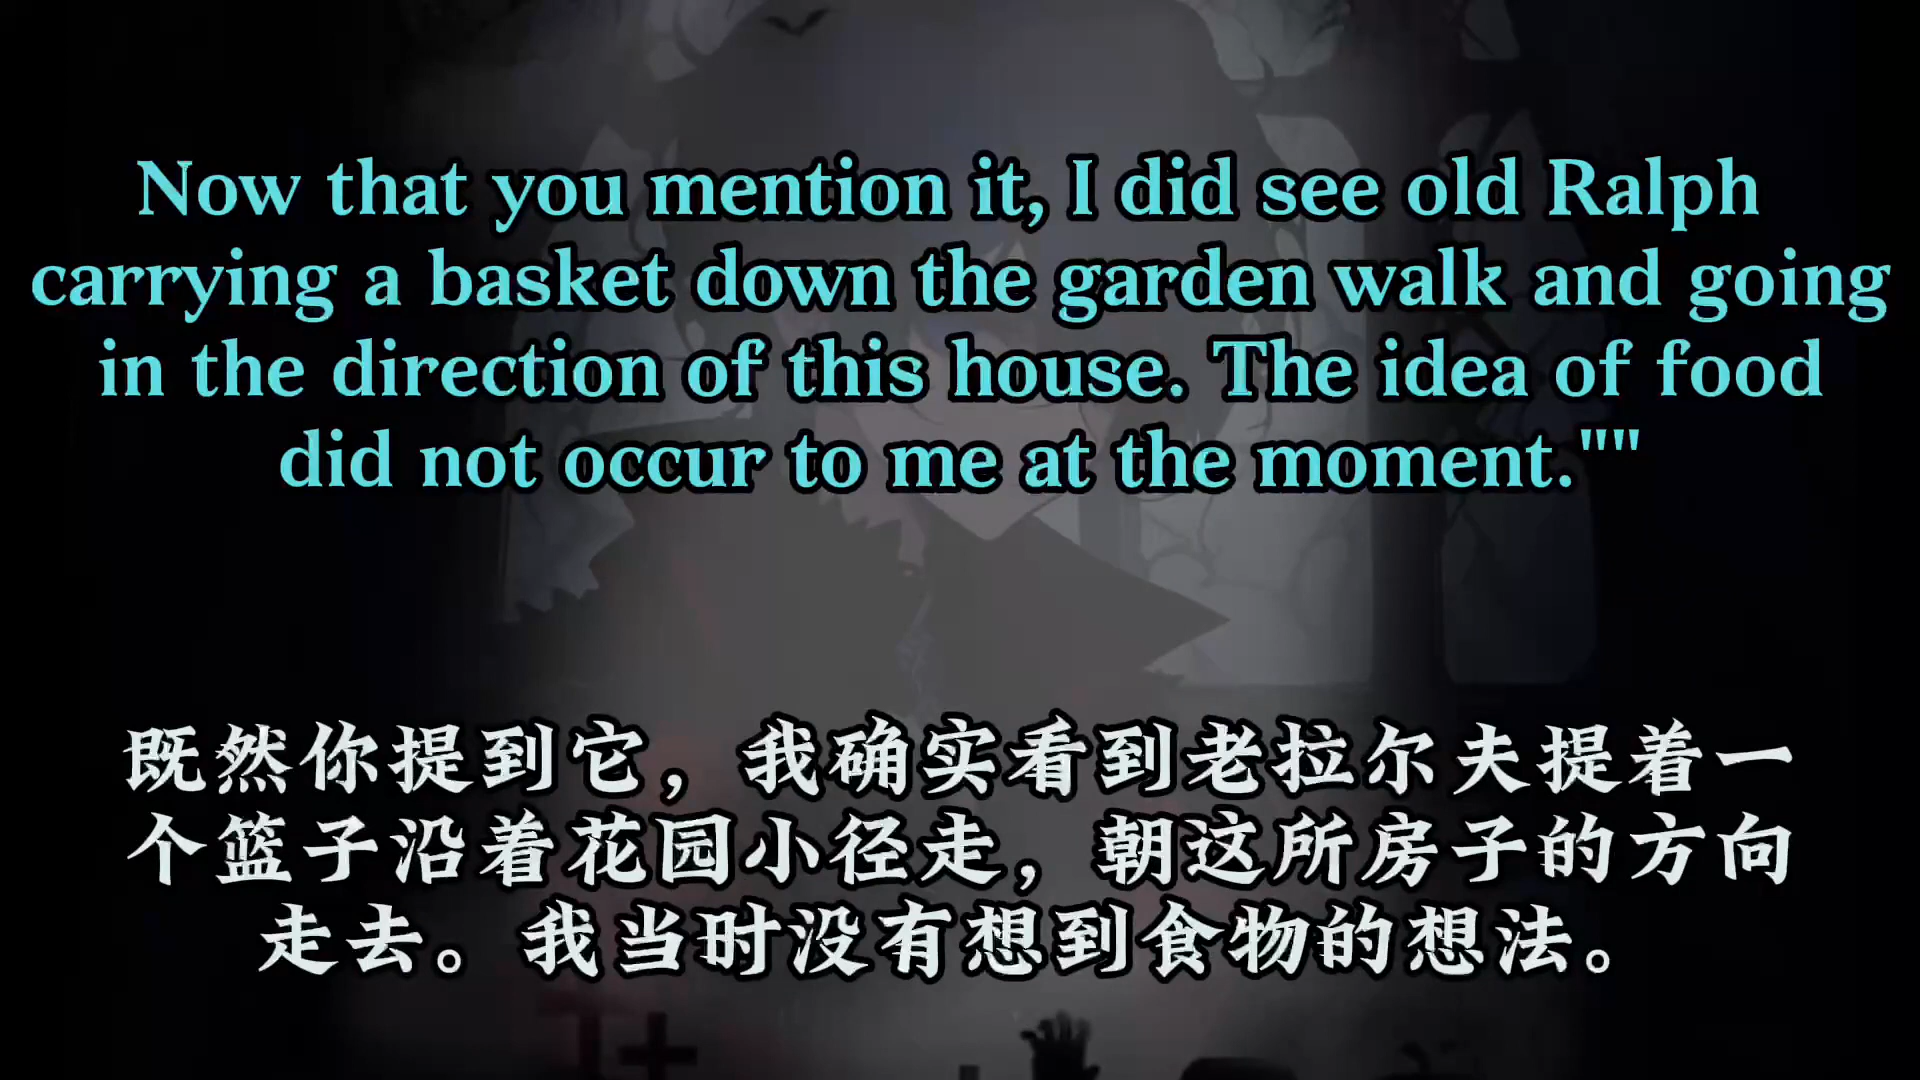 Now that you mention it, I did see old Ralph
carrying a basket down the garden walk and going
in the direction of this house. The idea of food
did not occur to me at the moment.""
既然你提到它，我确实看到老拉尔夫提着一
个篮子沿着花园小径走，朝这所房子的方向
走去。我当时没有想到食物的想法。